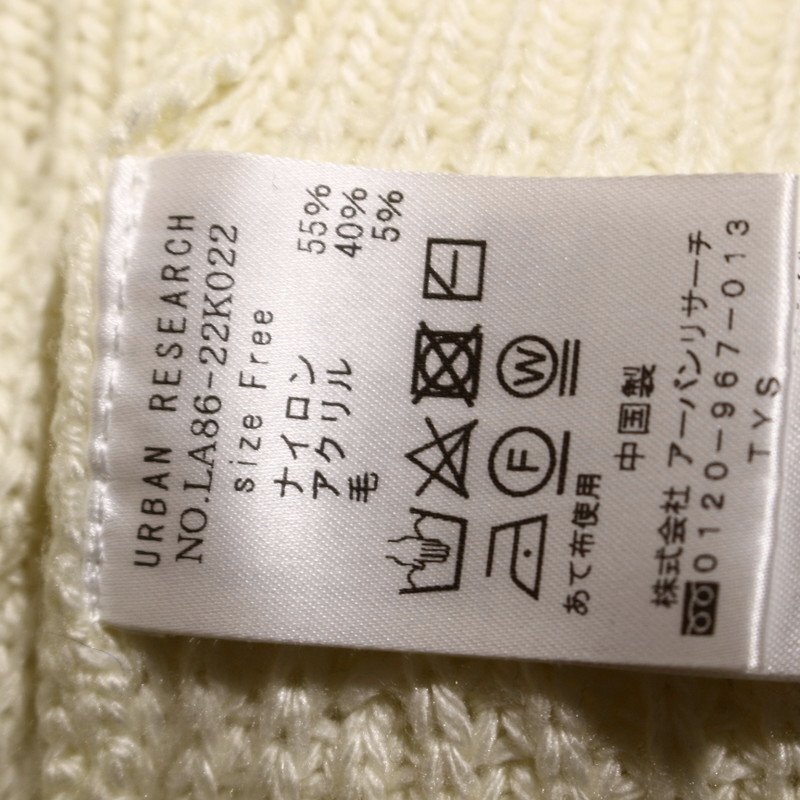 URBAN RESEARCH
NO.LA86-22K022
size Free
ナイロン 55%
アクリル 40%
毛 5%
W
F
あて布使用
中国製
株式会社 アーバンリサーチ
0120-967-013
TYS